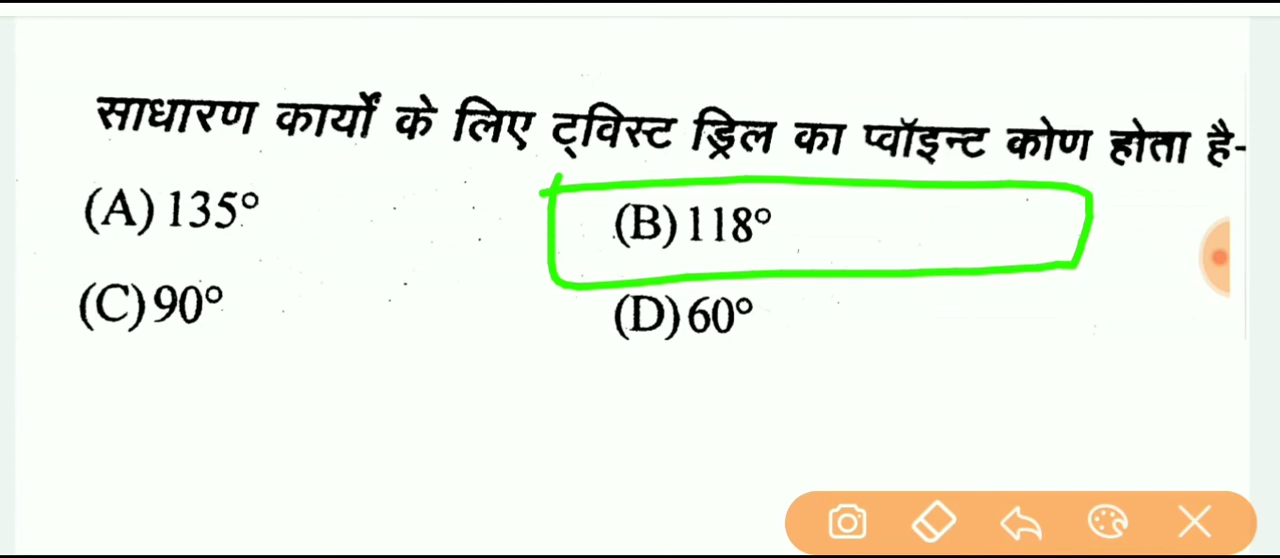 साधारण कार्यों के लिए ट्विस्ट ड्रिल का प्वॉइन्ट कोण होता है-
(A) 135° (B) 118°
(C) 90° (D) 60°